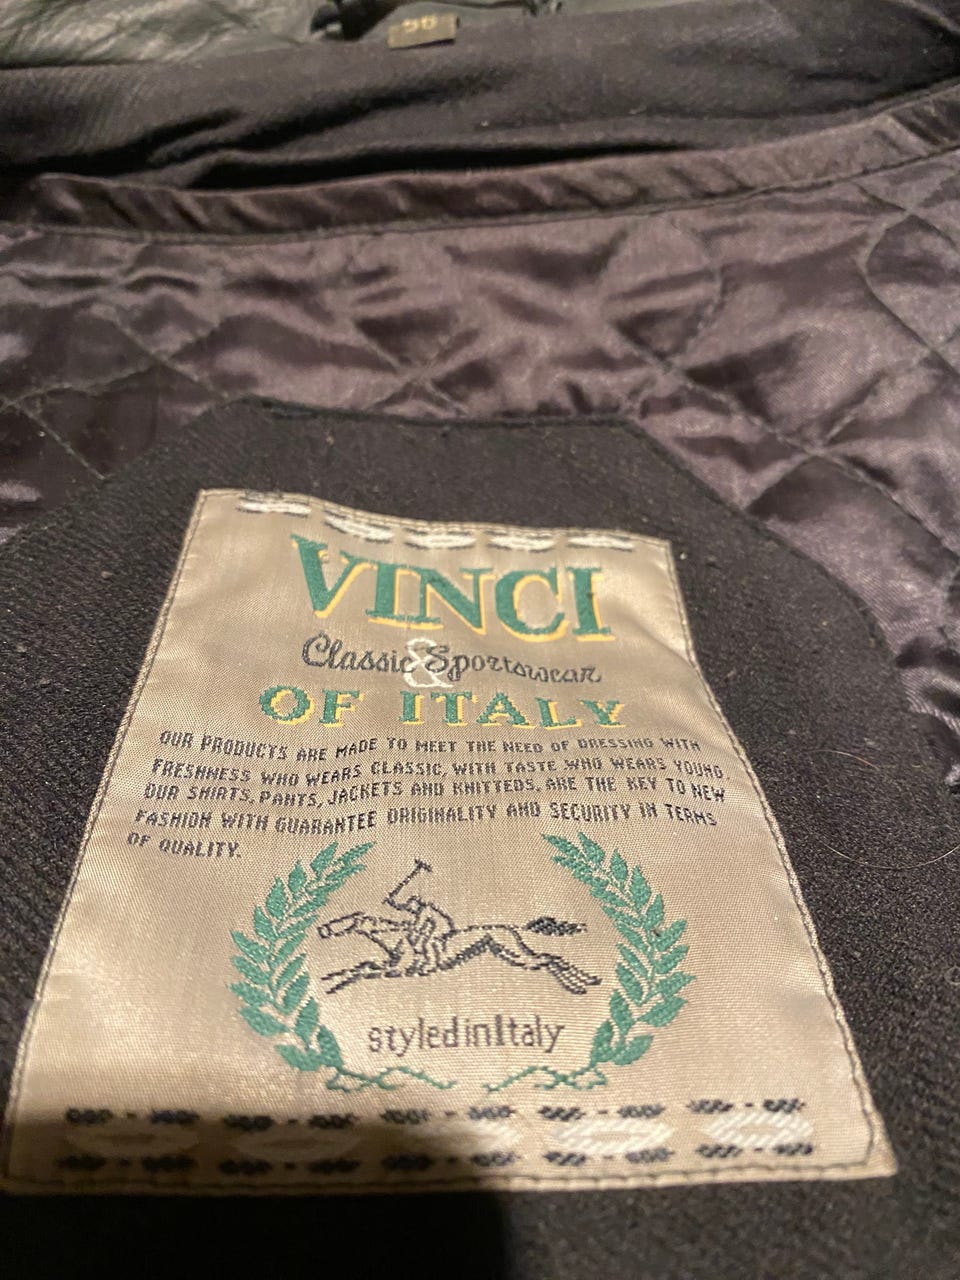 56
VINCI
Classic & Sportswear
OF ITALY
OUR PRODUCTS ARE MADE TO MEET THE NEED OF DRESSING WITH
FRESHNESS WHO WEARS CLASSIC, WITH TASTE WHO WEARS YOUNG.
OUR SHIRTS, PANTS, JACKETS AND KNITTEDS, ARE THE KEY TO NEW
FASHION WITH GUARANTEE ORIGINALITY AND SECURITY IN TERMS
OF QUALITY.
styledinItaly